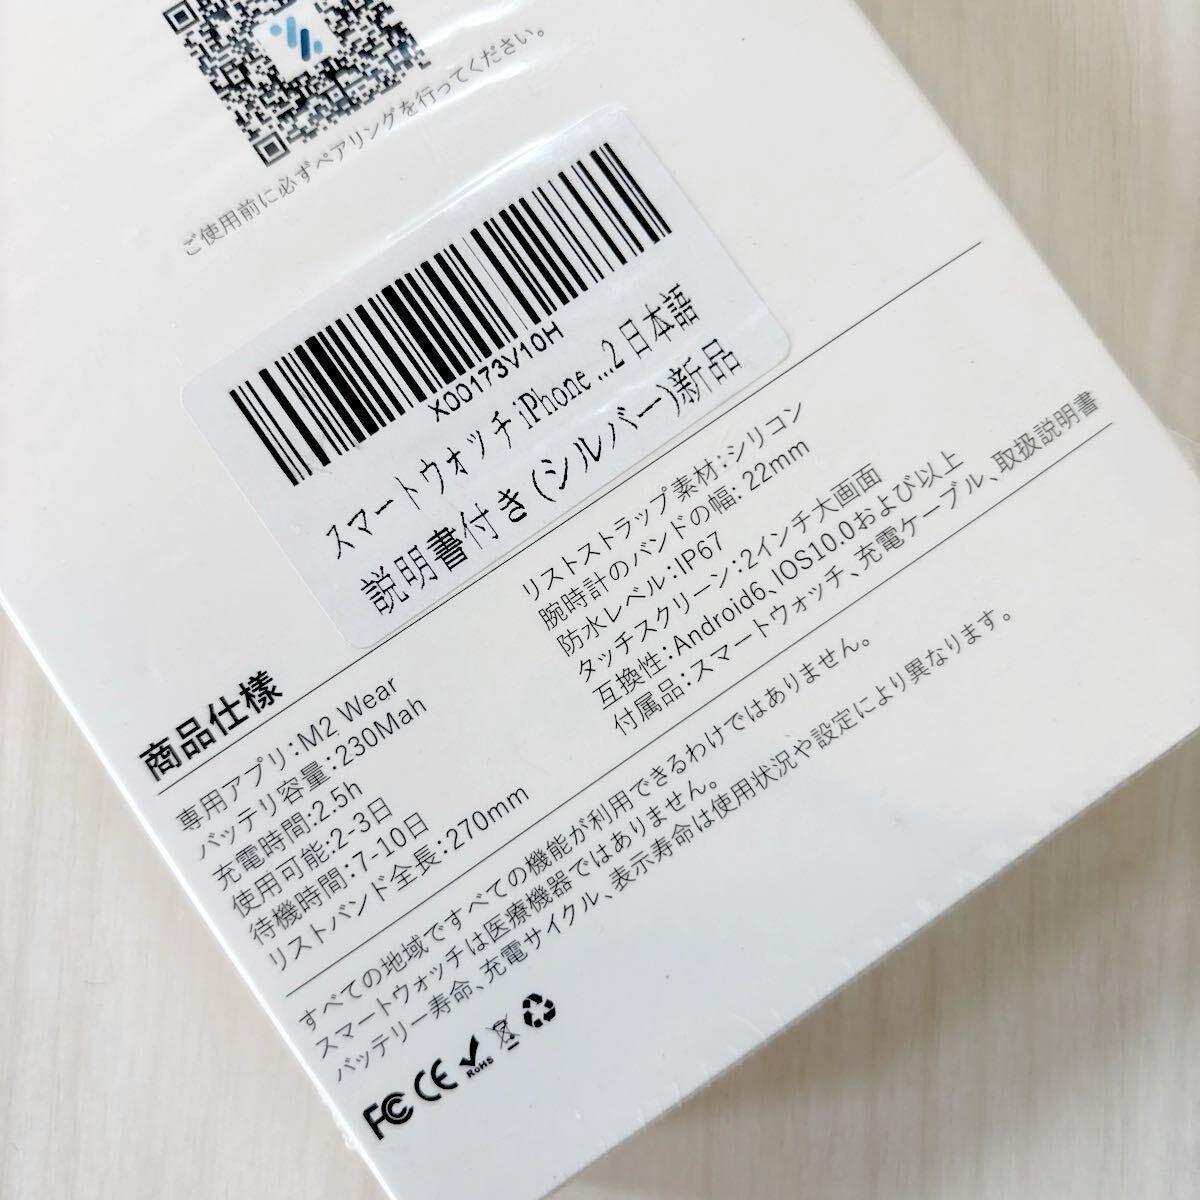 ご使用前に必ずペアリングを行ってください。
X00173V10H
スマートウォッチ iPhone ...2 日本語
説明書付き (シルバー)新品
商品仕様
専用アプリ：M2 Wear
バッテリ容量：230Mah
充電時間:2.5h
使用可能:2-3日
待機時間：7-10日
リストバンド全長：270mm
リストストラップ素材：シリコン
腕時計のバンドの幅: 22mm
防水レベル：IP67
タッチスクリーン：2インチ大画面
互換性：Android6、IOS10.0および以上
付属品：スマートウォッチ、充電ケーブル、取扱説明書
すべての地域ですべての機能が利用できるわけではありません。
スマートウォッチは医療機器ではありません。
バッテリー寿命、充電サイクル、表示寿命は使用状況や設定により異なります。
FC CE RoHS